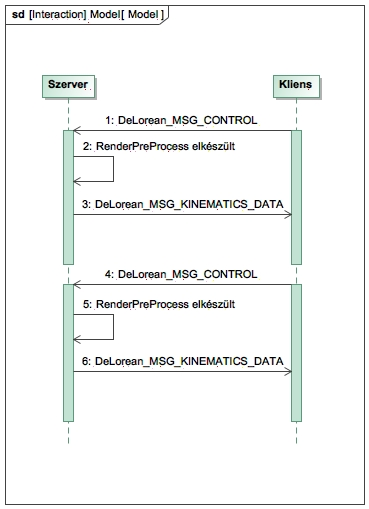 sd [Interaction] Model[ Model ]
Szerver Kliens
1: DeLorean_MSG_CONTROL
2: RenderPreProcess elkészült
3: DeLorean_MSG_KINEMATICS_DATA
4: DeLorean_MSG_CONTROL
5: RenderPreProcess elkészült
6: DeLorean_MSG_KINEMATICS_DATA